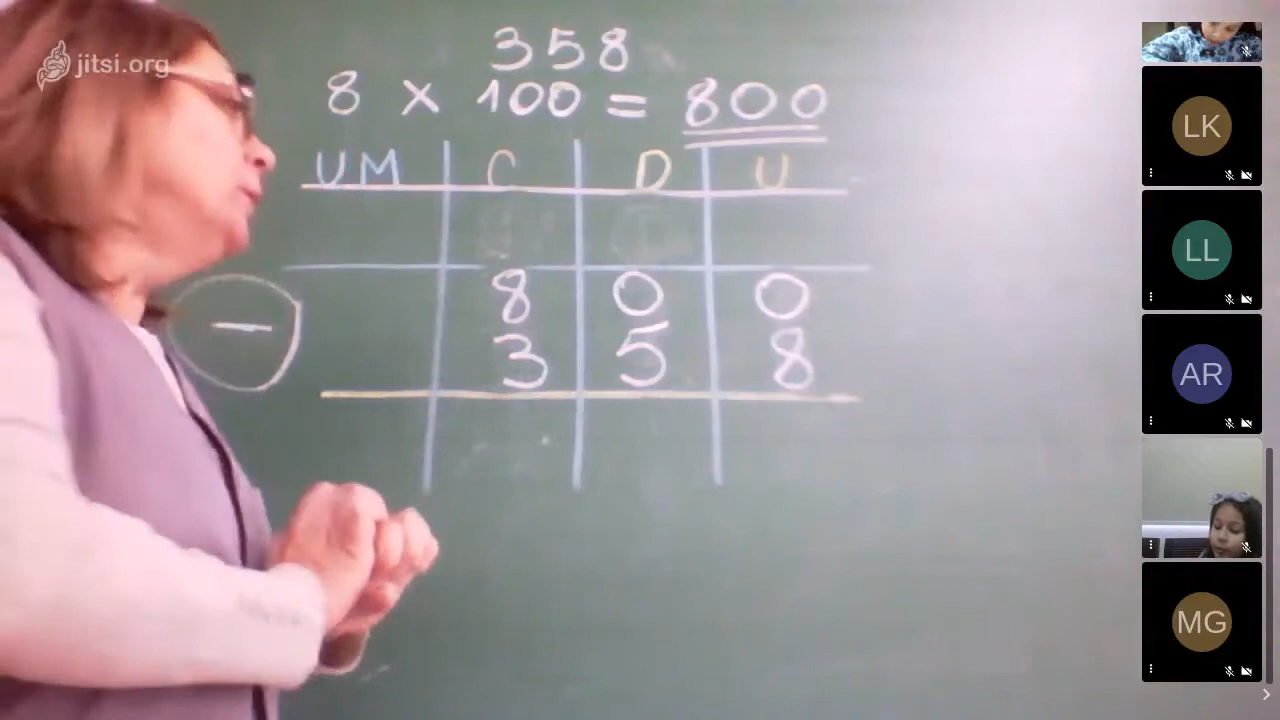 jitsi.org
358
8 x 100 = 800
UM C D U
8 0 0
- 3 5 8
LK
LL
AR
MG